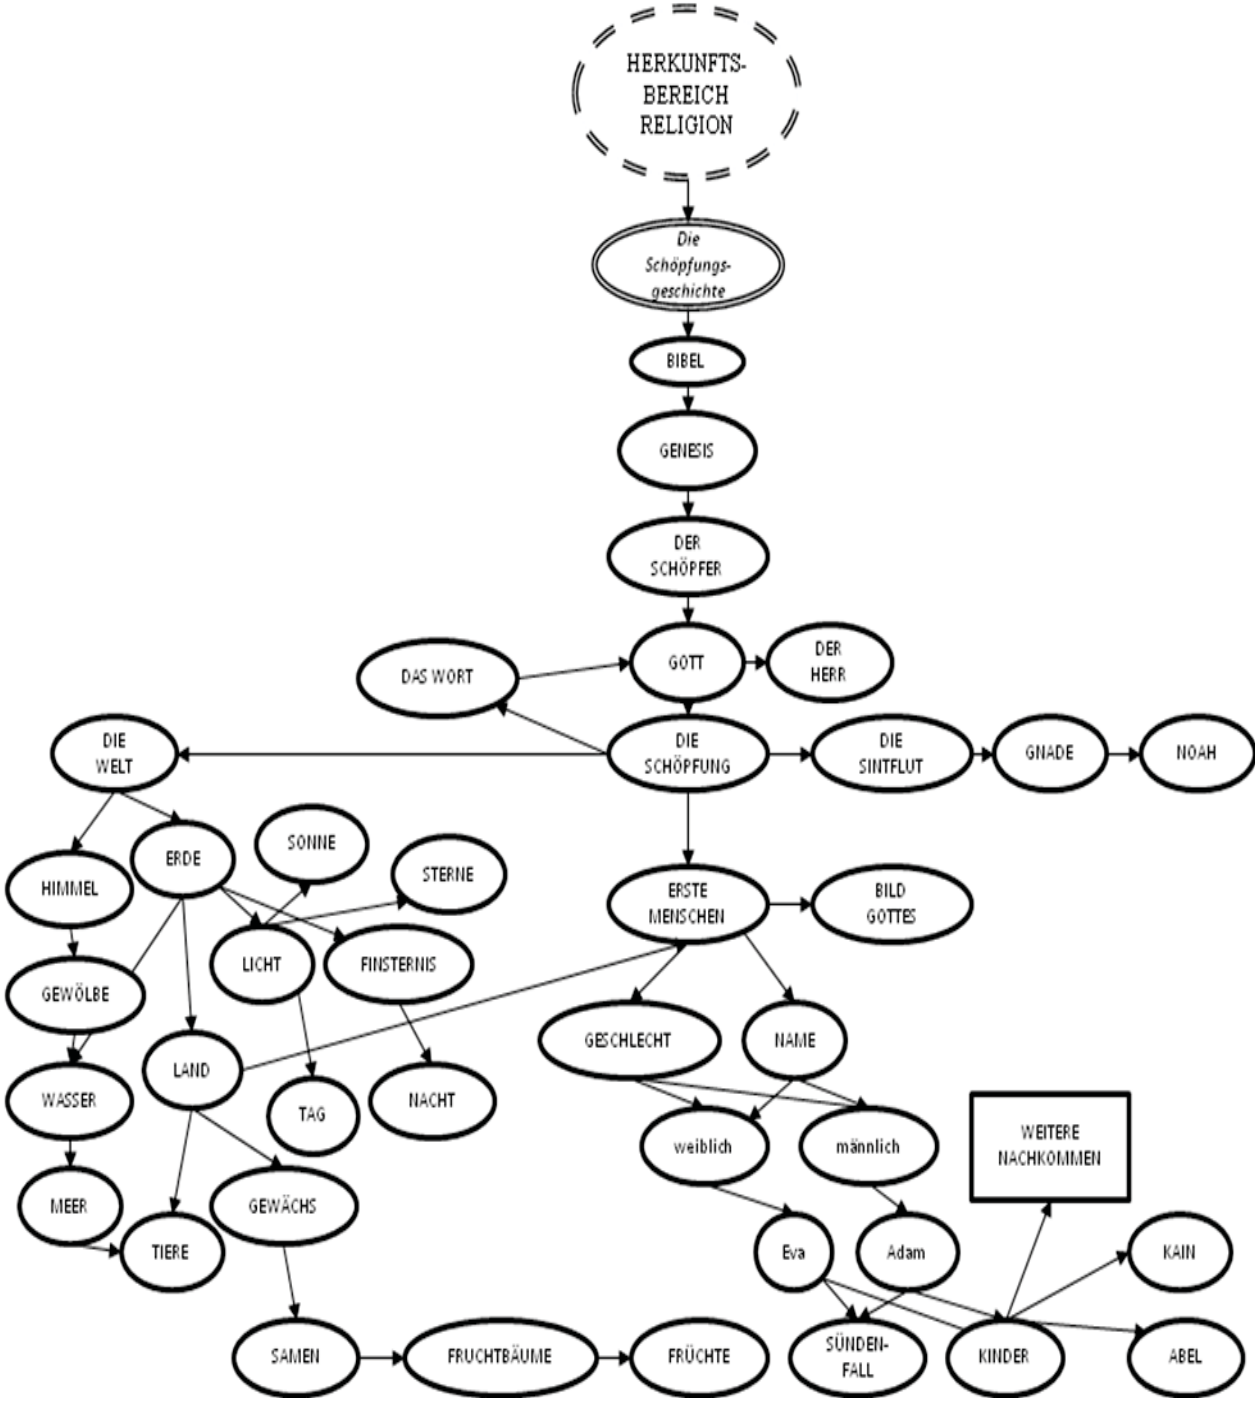 HERKUNFTS-
BEREICH
RELIGION
Die
Schöpfungs-
geschichte
BIBEL
GENESIS
DER
SCHÖPFER
DAS WORT
GOTT
DER
HERR
DIE
WELT
DIE
SCHÖPFUNG
DIE
SINTFLUT
GNADE
NOAH
HIMMEL
ERDE
SONNE
STERNE
ERSTE
MENSCHEN
BILD
GOTTES
GEWÖLBE
LICHT
FINSTERNIS
GESCHLECHT
NAME
WASSER
LAND
TAG
NACHT
weiblich
männlich
WEITERE
NACHKOMMEN
MEER
TIERE
GEWÄCHS
Eva
Adam
KAIN
SAMEN
FRUCHTBÄUME
FRÜCHTE
SÜNDEN-
FALL
KINDER
ABEL